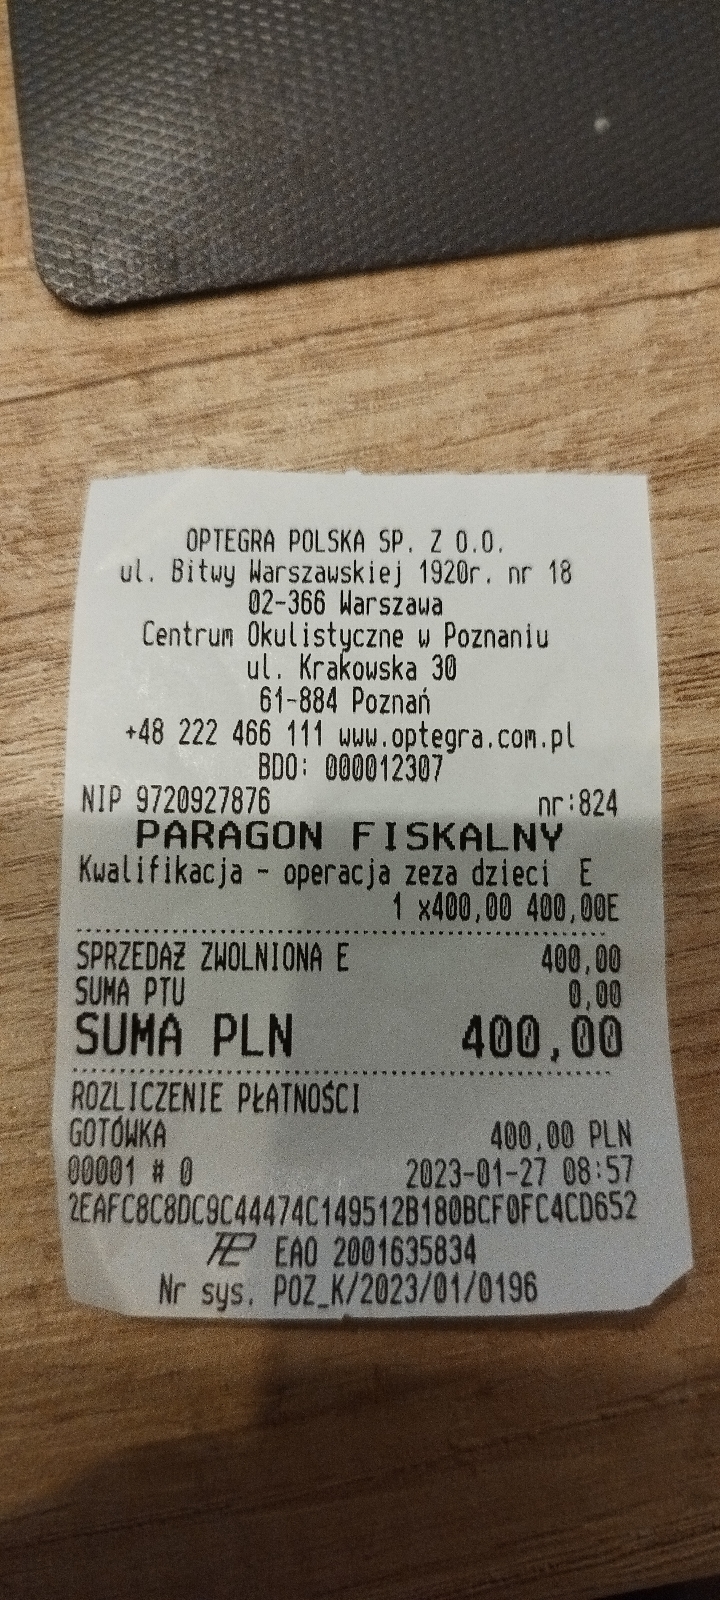 OPTEGRA POLSKA SP. Z O.O.
ul. Bitwy Warszawskiej 1920r. nr 18
02-366 Warszawa
Centrum Okulistyczne w Poznaniu
ul. Krakowska 30
61-884 Poznań
+48 222 466 111 www.optegra.com.pl
BDO: 000012307
NIP 9720927876 nr:824
PARAGON FISKALNY
Kwalifikacja - operacja zeza dzieci E
1 x400,00 400,00E
SPRZEDAŻ ZWOLNIONA E 400,00
SUMA PTU 0,00
SUMA PLN 400,00
ROZLICZENIE PŁATNOŚCI
GOTÓWKA 400,00 PLN
00001 # 0 2023-01-27 08:57
2EAFC8C8DC9C44474C149512B180BCF0FC4CD652
EAO 2001635834
Nr sys. POZ_K/2023/01/0196